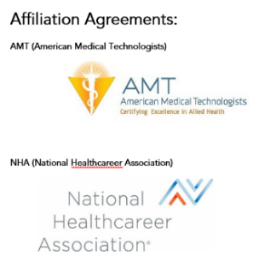 Affiliation Agreements:
AMT (American Medical Technologists)
AMT
American Medical Technologists
Certifying Excellence in Allied Health
NHA (National Healthcareer Association)
National
Healthcareer
Association®